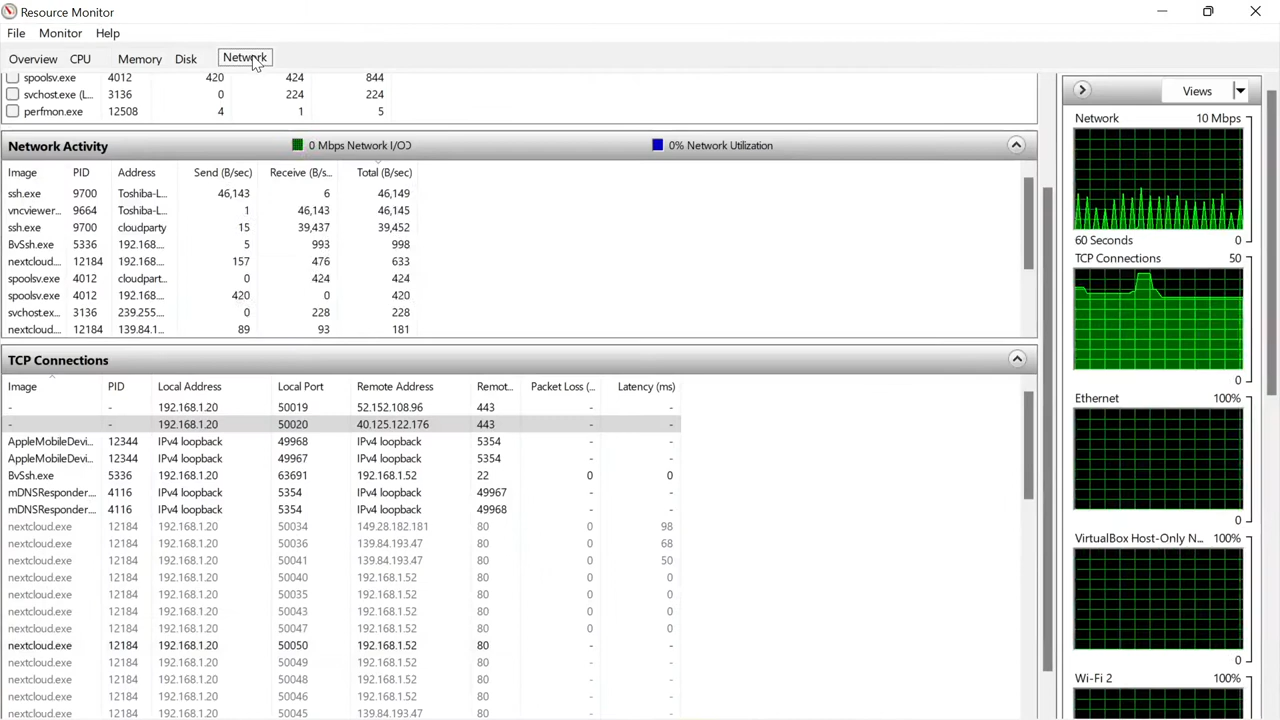 Resource Monitor
File Monitor Help
Overview CPU Memory Disk Network
spoolsv.exe 4012 420 424 844
svchost.exe (L... 3136 0 224 224
perfmon.exe 12508 4 1 5
Network Activity 0 Mbps Network I/O 0% Network Utilization
Image PID Address Send (B/sec) Receive (B/s... Total (B/sec)
ssh.exe 9700 Toshiba-L... 46,143 6 46,149
vncviewer... 9664 Toshiba-L... 1 46,143 46,145
ssh.exe 9700 cloudparty 15 39,437 39,452
BvSsh.exe 5336 192.168.... 5 993 998
nextcloud.... 12184 192.168.... 157 476 633
spoolsv.exe 4012 cloudpart... 0 424 424
spoolsv.exe 4012 192.168.... 420 0 420
svchost.ex... 3136 239.255.... 0 228 228
nextcloud.... 12184 139.84.1... 89 93 181
TCP Connections
Image PID Local Address Local Port Remote Address Remot... Packet Loss (... Latency (ms)
- - 192.168.1.20 50019 52.152.108.96 443 - -
- - 192.168.1.20 50020 40.125.122.176 443 - -
AppleMobileDevi... 12344 IPv4 loopback 49968 IPv4 loopback 5354 - -
AppleMobileDevi... 12344 IPv4 loopback 49967 IPv4 loopback 5354 - -
BvSsh.exe 5336 192.168.1.20 63691 192.168.1.52 22 0 0
mDNSResponder.... 4116 IPv4 loopback 5354 IPv4 loopback 49967 - -
mDNSResponder.... 4116 IPv4 loopback 5354 IPv4 loopback 49968 - -
nextcloud.exe 12184 192.168.1.20 50034 149.28.182.181 80 0 98
nextcloud.exe 12184 192.168.1.20 50036 139.84.193.47 80 0 68
nextcloud.exe 12184 192.168.1.20 50041 139.84.193.47 80 0 50
nextcloud.exe 12184 192.168.1.20 50040 192.168.1.52 80 0 0
nextcloud.exe 12184 192.168.1.20 50035 192.168.1.52 80 0 0
nextcloud.exe 12184 192.168.1.20 50043 192.168.1.52 80 0 0
nextcloud.exe 12184 192.168.1.20 50047 192.168.1.52 80 0 0
nextcloud.exe 12184 192.168.1.20 50050 192.168.1.52 80 - -
nextcloud.exe 12184 192.168.1.20 50049 192.168.1.52 80 - -
nextcloud.exe 12184 192.168.1.20 50048 192.168.1.52 80 - -
nextcloud.exe 12184 192.168.1.20 50046 192.168.1.52 80 - -
nextcloud.exe 12184 192.168.1.20 50045 139.84.193.47 80 - -
Views
Network 10 Mbps
60 Seconds 0
TCP Connections 50
0
Ethernet 100%
0
VirtualBox Host-Only N... 100%
0
Wi-Fi 2 100%